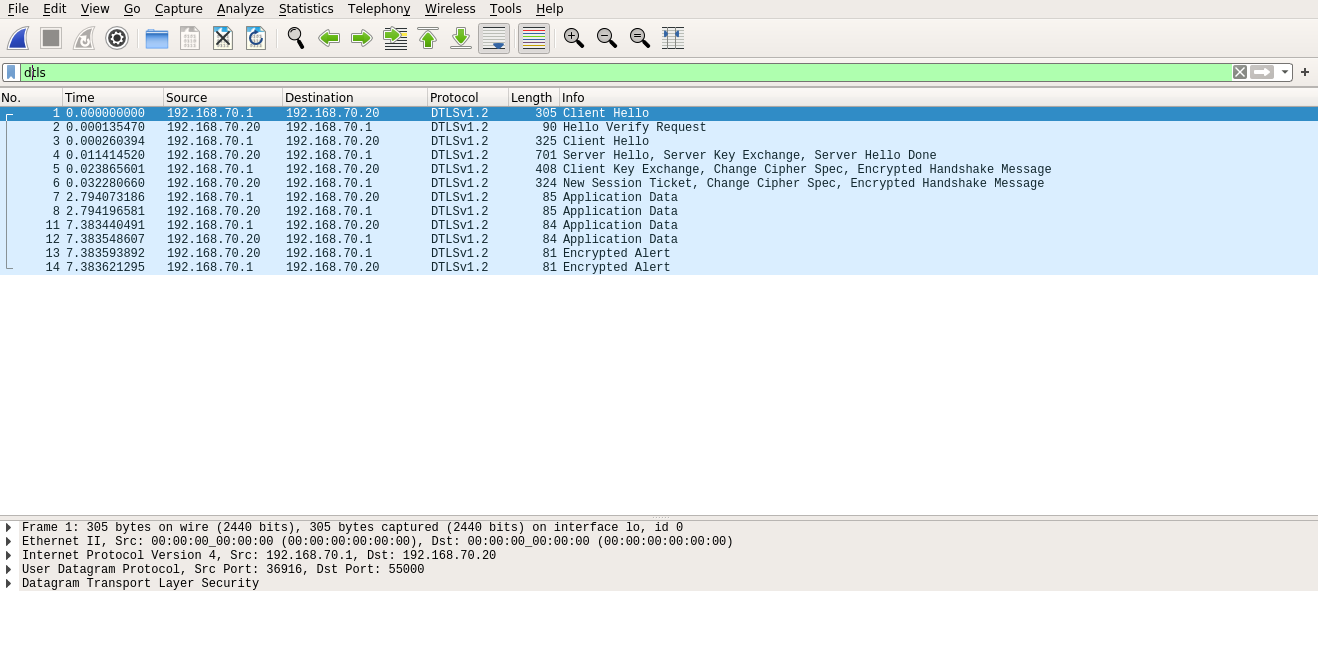 File Edit View Go Capture Analyze Statistics Telephony Wireless Tools Help
dtls
No. Time Source Destination Protocol Length Info
1 0.000000000 192.168.70.1 192.168.70.20 DTLSv1.2 305 Client Hello
2 0.000135470 192.168.70.20 192.168.70.1 DTLSv1.2 90 Hello Verify Request
3 0.000260394 192.168.70.1 192.168.70.20 DTLSv1.2 325 Client Hello
4 0.011414520 192.168.70.20 192.168.70.1 DTLSv1.2 701 Server Hello, Server Key Exchange, Server Hello Done
5 0.023865601 192.168.70.1 192.168.70.20 DTLSv1.2 408 Client Key Exchange, Change Cipher Spec, Encrypted Handshake Message
6 0.032280660 192.168.70.20 192.168.70.1 DTLSv1.2 324 New Session Ticket, Change Cipher Spec, Encrypted Handshake Message
7 2.794073186 192.168.70.1 192.168.70.20 DTLSv1.2 85 Application Data
8 2.794196581 192.168.70.20 192.168.70.1 DTLSv1.2 85 Application Data
11 7.383440491 192.168.70.1 192.168.70.20 DTLSv1.2 84 Application Data
12 7.383548607 192.168.70.20 192.168.70.1 DTLSv1.2 84 Application Data
13 7.383593892 192.168.70.20 192.168.70.1 DTLSv1.2 81 Encrypted Alert
14 7.383621295 192.168.70.1 192.168.70.20 DTLSv1.2 81 Encrypted Alert
Frame 1: 305 bytes on wire (2440 bits), 305 bytes captured (2440 bits) on interface lo, id 0
Ethernet II, Src: 00:00:00_00:00:00 (00:00:00:00:00:00), Dst: 00:00:00_00:00:00 (00:00:00:00:00:00)
Internet Protocol Version 4, Src: 192.168.70.1, Dst: 192.168.70.20
User Datagram Protocol, Src Port: 36916, Dst Port: 55000
Datagram Transport Layer Security